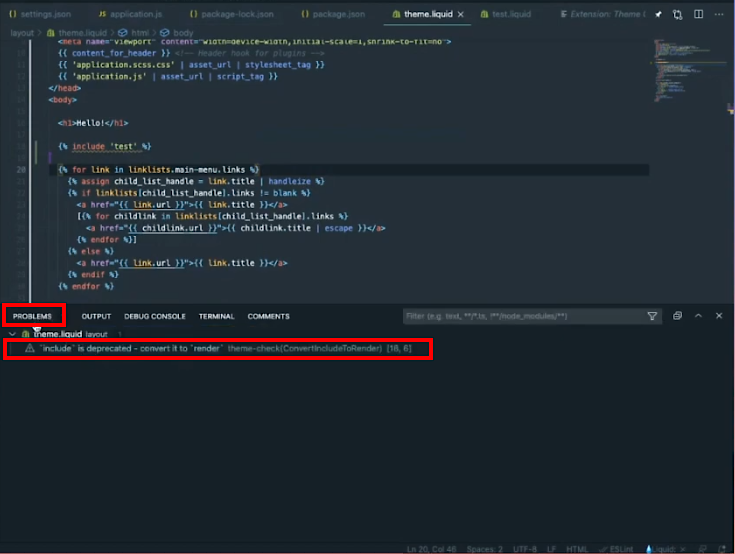 settings.json application.js package-lock.json package.json theme.liquid test.liquid Extension: Theme
layout > theme.liquid > html > body
<meta name="viewport" content="width=device-width,initial-scale=1,shrink-to-fit=no">
{{ content_for_header }} <!-- Header hook for plugins -->
{{ 'application.scss.css' | asset_url | stylesheet_tag }}
{{ 'application.js' | asset_url | script_tag }}
</head>
<body>
<h1>Hello!</h1>
{% include 'test' %}
20 {% for link in linklists.main-menu.links %}
{% assign child_list_handle = link.title | handleize %}
{% if linklists[child_list_handle].links != blank %}
<a href="{{ link.url }}">{{ link.title }}</a>
[{% for childlink in linklists[child_list_handle].links %}
<a href="{{ childlink.url }}">{{ childlink.title | escape }}</a>
{% endfor %}]
{% else %}
<a href="{{ link.url }}">{{ link.title }}</a>
{% endif %}
{% endfor %}
PROBLEMS OUTPUT DEBUG CONSOLE TERMINAL COMMENTS Filter (e.g. text, **/*.ts, !**/node_modules/**)
theme.liquid layout 1
`include` is deprecated - convert it to `render` theme-check(ConvertIncludeToRender) [18, 6]
Ln 20, Col 46 Spaces: 2 UTF-8 LF HTML ESLint Liquid